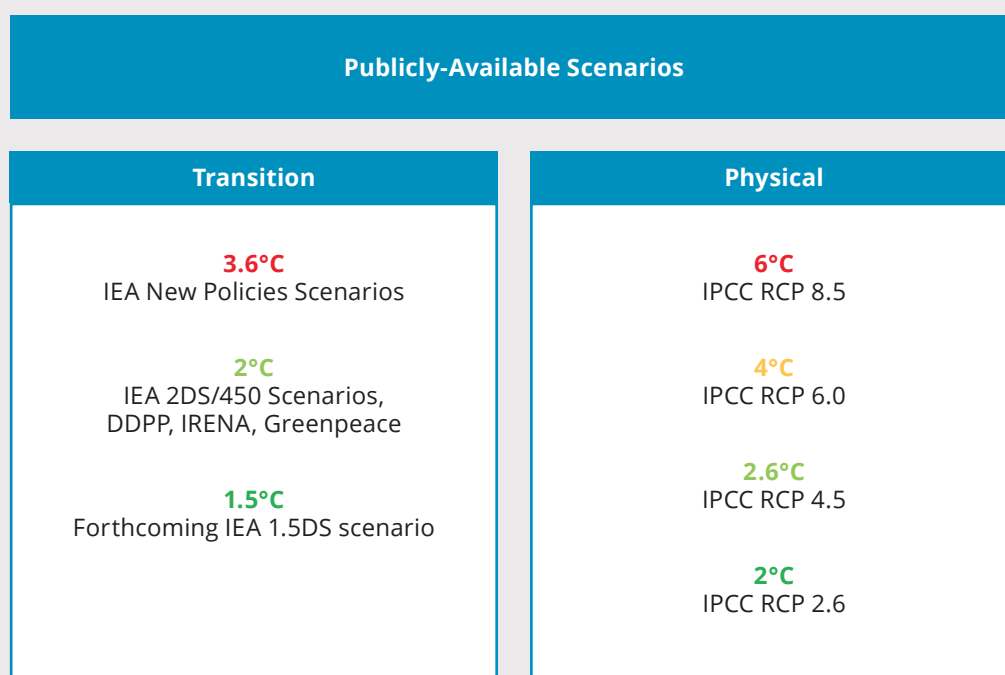 Publicly-Available Scenarios
Transition
3.6°C
IEA New Policies Scenarios
2°C
IEA 2DS/450 Scenarios,
DDPP, IRENA, Greenpeace
1.5°C
Forthcoming IEA 1.5DS scenario
Physical
6°C
IPCC RCP 8.5
4°C
IPCC RCP 6.0
2.6°C
IPCC RCP 4.5
2°C
IPCC RCP 2.6